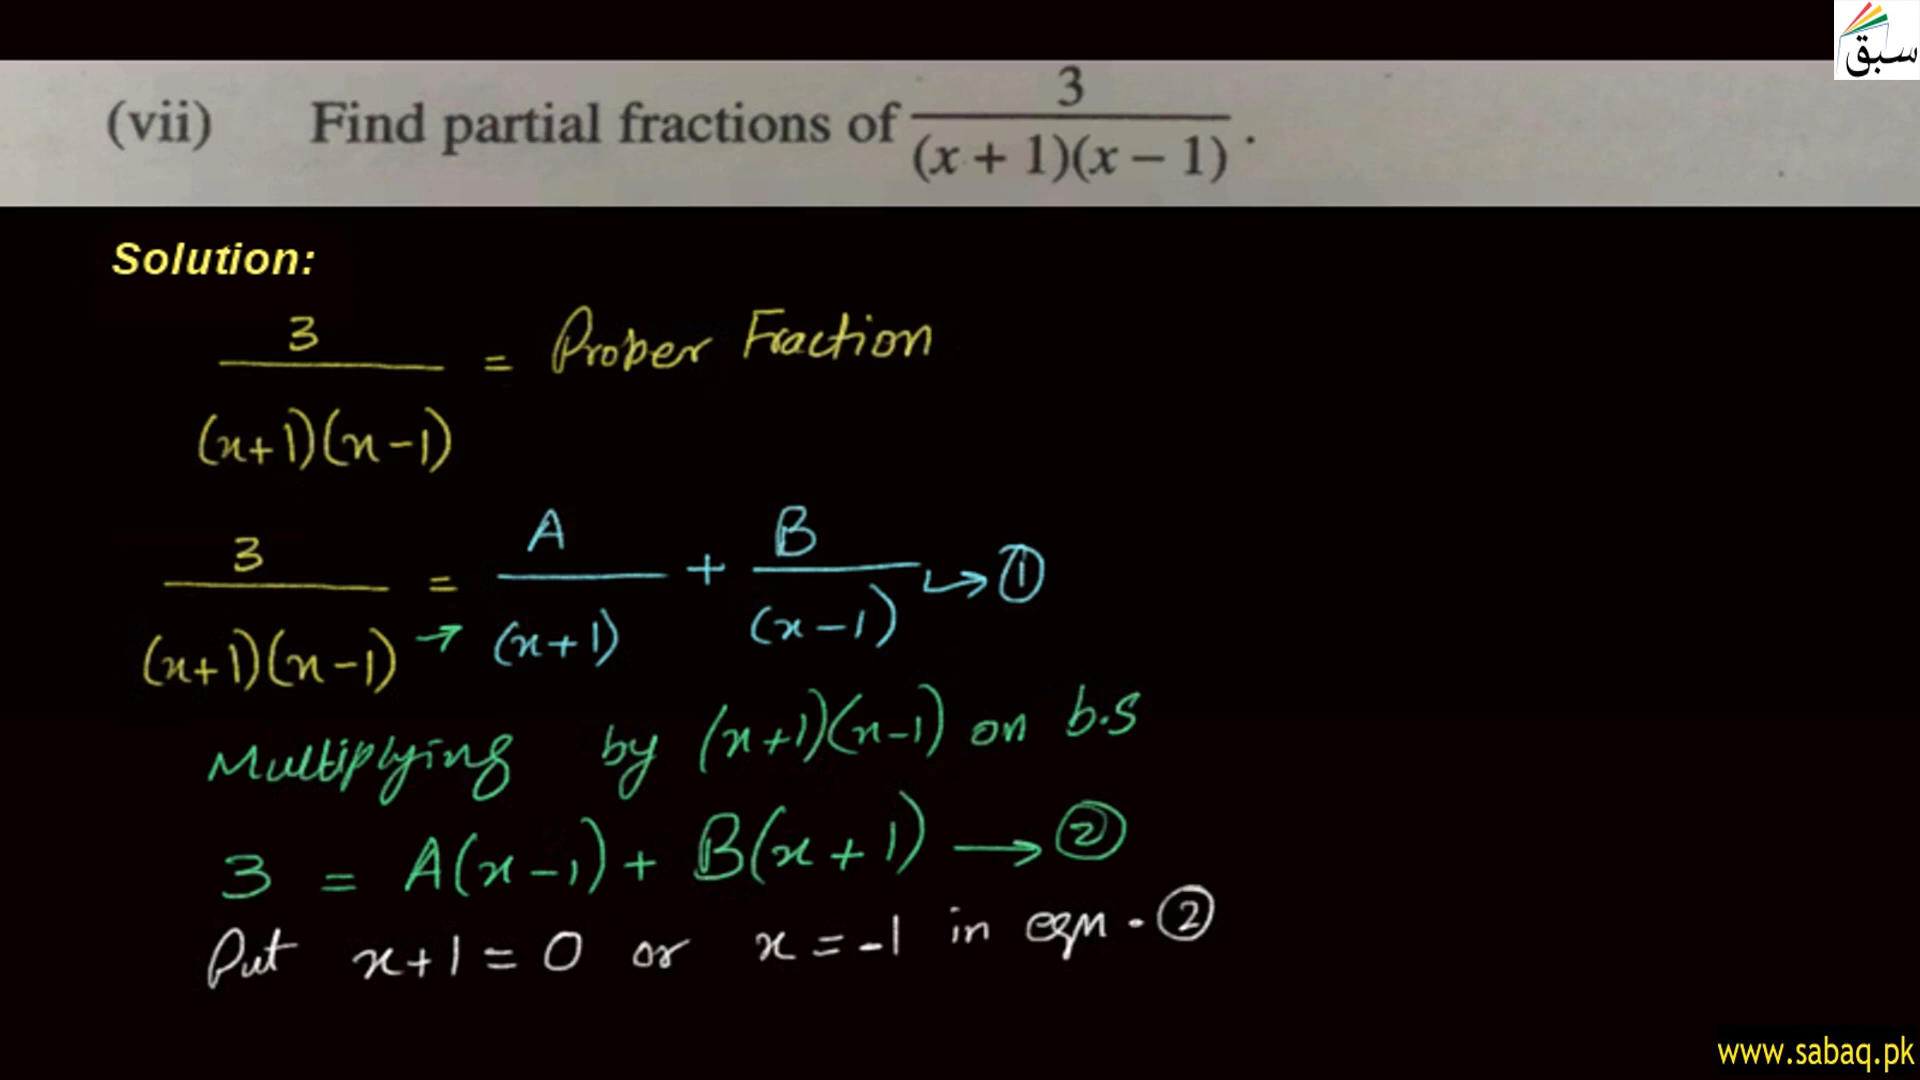 سبق
(vii) Find partial fractions of 3/((x + 1)(x − 1)).
Solution:
3/((x+1)(x-1)) = Proper Fraction
3/((x+1)(x-1)) = A/(x+1) + B/(x-1) → ①
Multiplying by (x+1)(x-1) on b.s
3 = A(x-1) + B(x+1) → ②
Put x+1 = 0 or x = -1 in eqn - ②
www.sabaq.pk